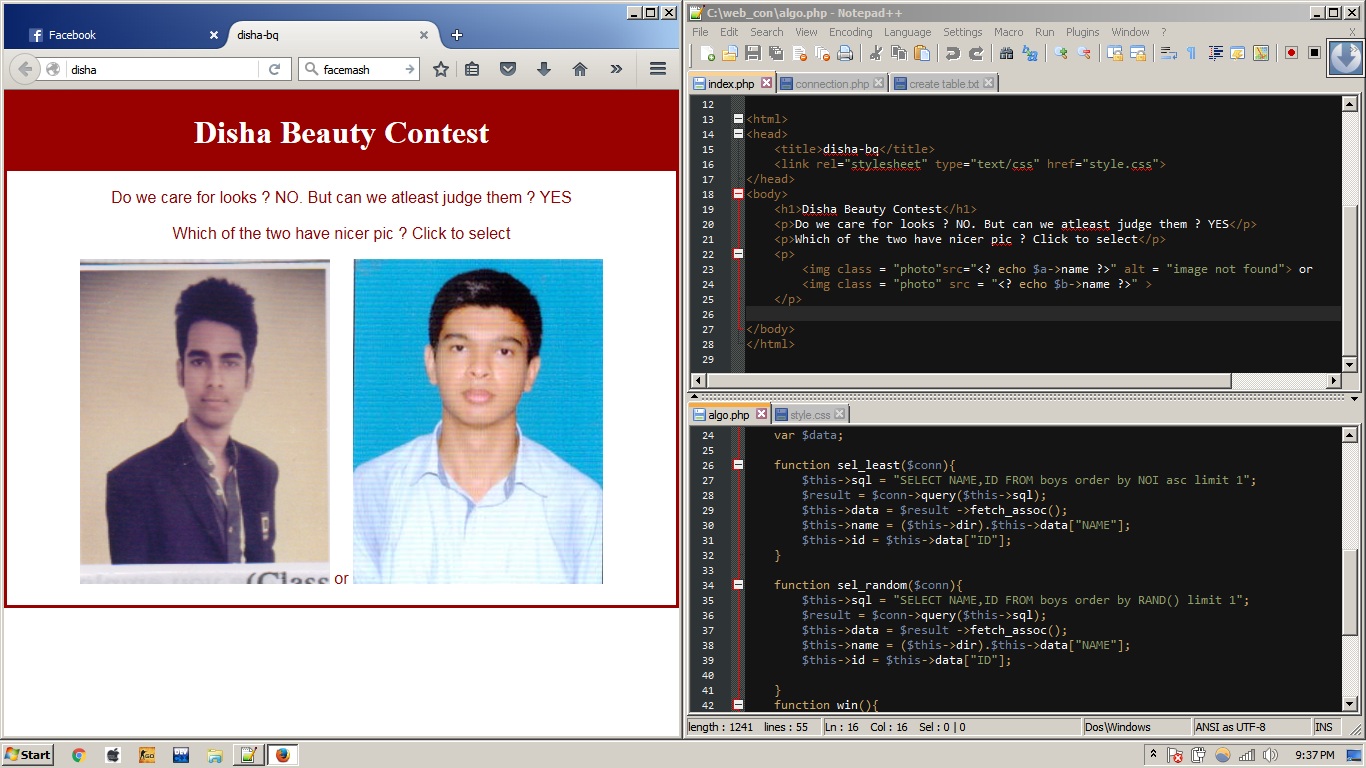 Facebook
disha-bq
disha
facemash
Disha Beauty Contest
Do we care for looks ? NO. But can we atleast judge them ? YES
Which of the two have nicer pic ? Click to select
(Class
or
C:\web_con\algo.php - Notepad++
File Edit Search View Encoding Language Settings Macro Run Plugins Window ?
X
index.php connection.php create table.txt
12
13 <html>
14 <head>
15 <title>disha-bq</title>
16 <link rel="stylesheet" type="text/css" href="style.css">
17 </head>
18 <body>
19 <h1>Disha Beauty Contest</h1>
20 <p>Do we care for looks ? NO. But can we atleast judge them ? YES</p>
21 <p>Which of the two have nicer pic ? Click to select</p>
22 <p>
23 <img class = "photo"src="<? echo $a->name ?>" alt = "image not found"> or
24 <img class = "photo" src = "<? echo $b->name ?>" >
25 </p>
26
27 </body>
28 </html>
29
algo.php style.css
24 var $data;
25
26 function sel_least($conn){
27 $this->sql = "SELECT NAME,ID FROM boys order by NOI asc limit 1";
28 $result = $conn->query($this->sql);
29 $this->data = $result ->fetch_assoc();
30 $this->name = ($this->dir).$this->data["NAME"];
31 $this->id = $this->data["ID"];
32 }
33
34 function sel_random($conn){
35 $this->sql = "SELECT NAME,ID FROM boys order by RAND() limit 1";
36 $result = $conn->query($this->sql);
37 $this->data = $result ->fetch_assoc();
38 $this->name = ($this->dir).$this->data["NAME"];
39 $this->id = $this->data["ID"];
40
41 }
42 function win(){
length : 1241 lines : 55 Ln : 16 Col : 16 Sel : 0 | 0 Dos\Windows ANSI as UTF-8 INS
Start
9:37 PM